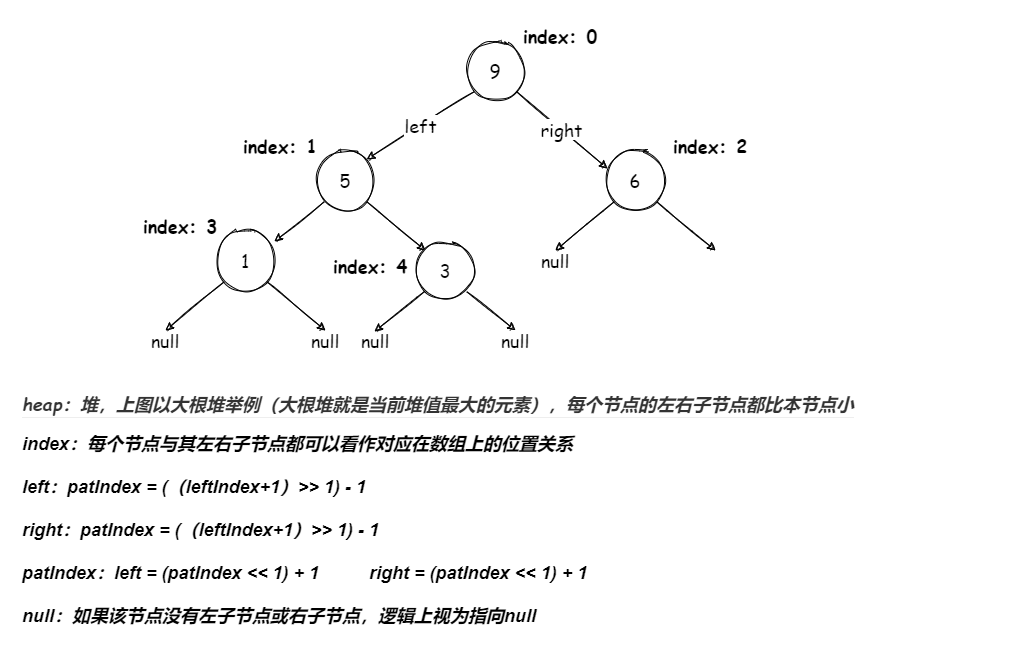 index: 0
9
left
right
index: 1
index: 2
5
6
index: 3
1
index: 4
3
null
null
null
null
null
heap：堆，上图以大根堆举例（大根堆就是当前堆值最大的元素），每个节点的左右子节点都比本节点小
index：每个节点与其左右子节点都可以看作对应在数组上的位置关系
left：patIndex = (（leftIndex+1）>> 1) - 1
right：patIndex = (（leftIndex+1）>> 1) - 1
patIndex：left = (patIndex << 1) + 1 right = (patIndex << 1) + 1
null：如果该节点没有左子节点或右子节点，逻辑上视为指向null